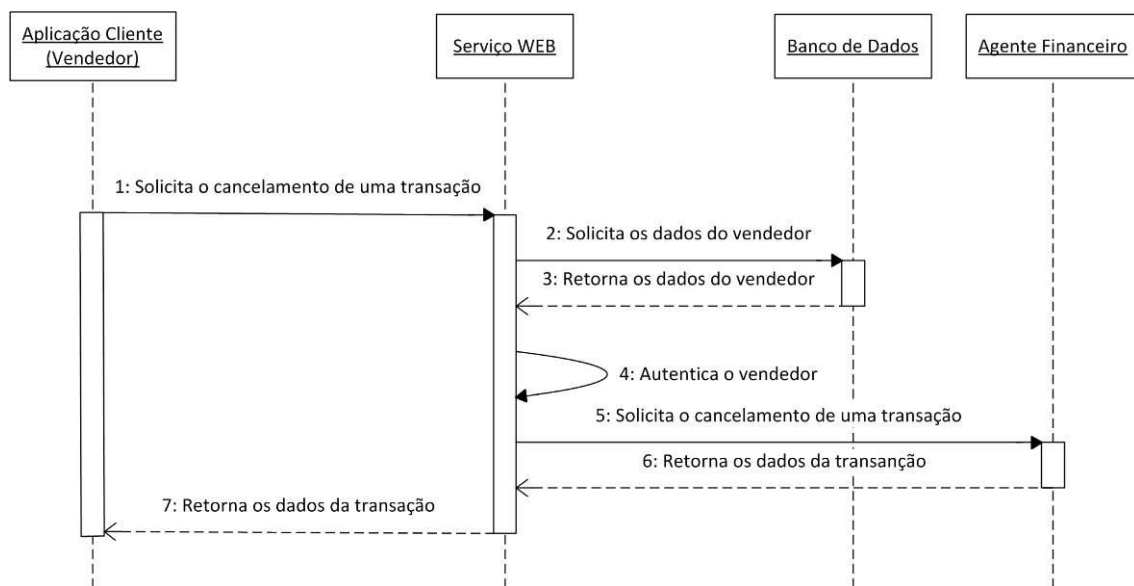 Aplicação Cliente
(Vendedor)
Serviço WEB
Banco de Dados
Agente Financeiro
1: Solicita o cancelamento de uma transação
2: Solicita os dados do vendedor
3: Retorna os dados do vendedor
4: Autentica o vendedor
5: Solicita o cancelamento de uma transação
6: Retorna os dados da transanção
7: Retorna os dados da transação